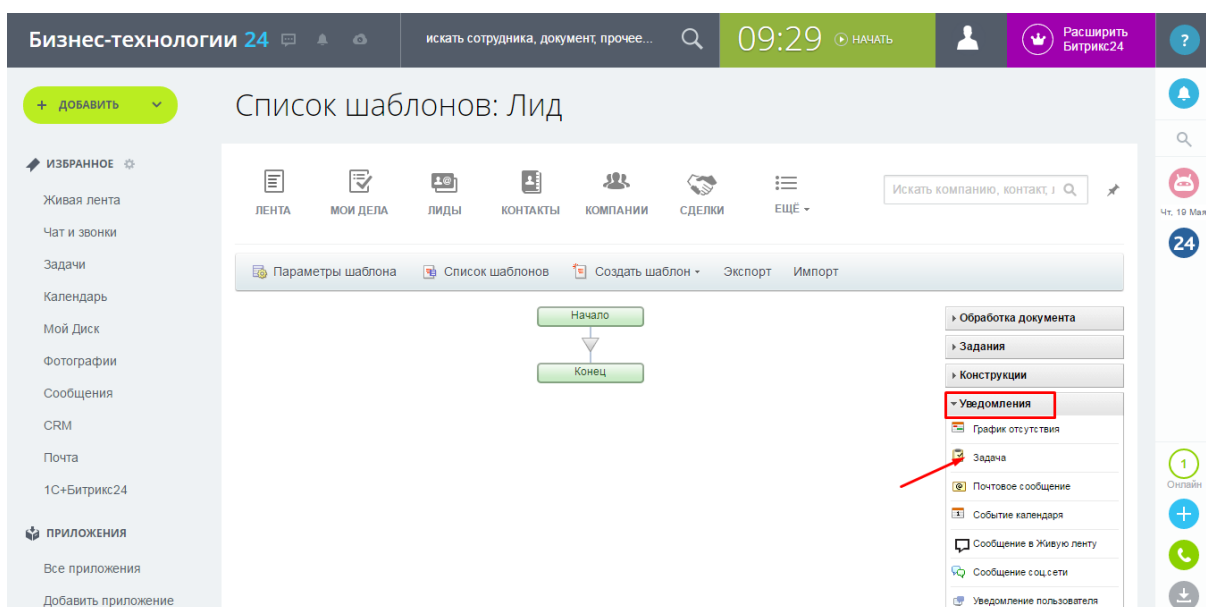 Бизнес-технологии 24
искать сотрудника, документ, прочее...
09:29 НАЧАТЬ
Расширить
Битрикс24
?
+ ДОБАВИТЬ
Список шаблонов: Лид
ИЗБРАННОЕ
Живая лента
Чат и звонки
Задачи
Календарь
Мой Диск
Фотографии
Сообщения
CRM
Почта
1С+Битрикс24
ПРИЛОЖЕНИЯ
Все приложения
Добавить приложение
ЛЕНТА
МОИ ДЕЛА
ЛИДЫ
КОНТАКТЫ
КОМПАНИИ
СДЕЛКИ
ЕЩЁ
Искать компанию, контакт,
Параметры шаблона
Список шаблонов
Создать шаблон
Экспорт
Импорт
Начало
Конец
Обработка документа
Задания
Конструкции
Уведомления
График отсутствия
Задача
Почтовое сообщение
Событие календаря
Сообщение в Живую ленту
Сообщение соц.сети
Уведомление пользователя
Чт, 19 Мая
24
1
Онлайн